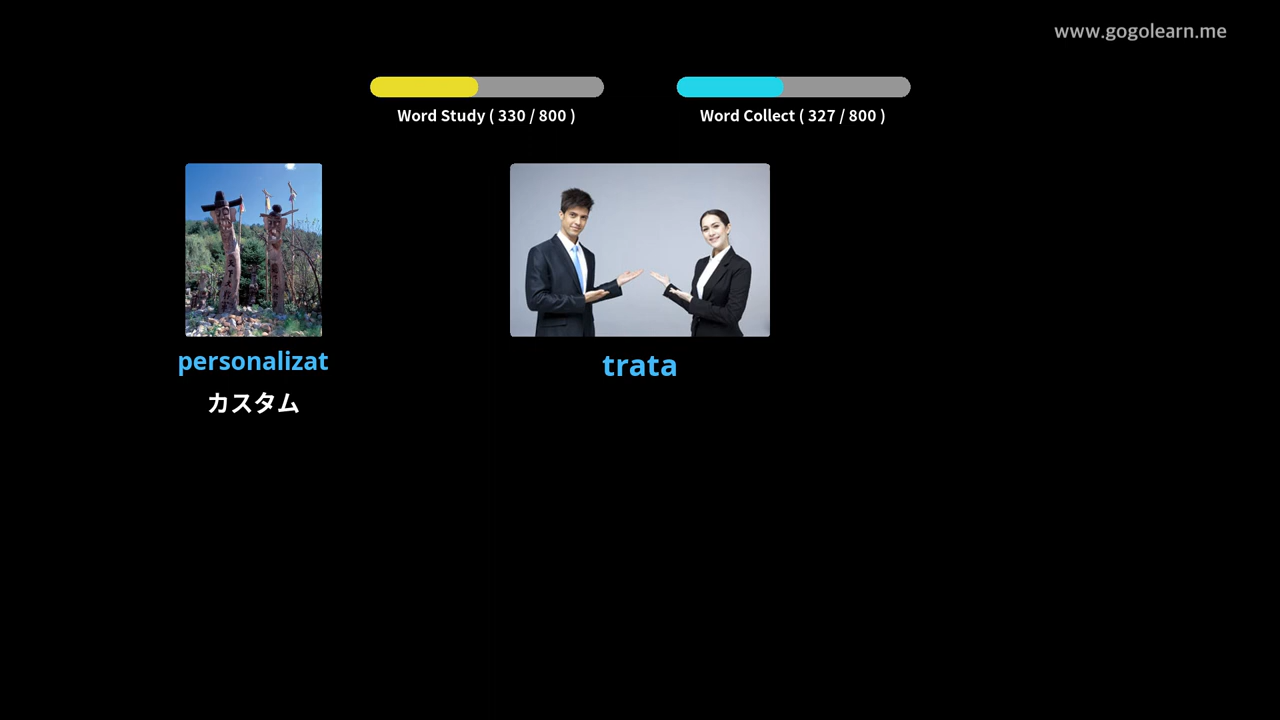 www.gogolearn.me
Word Study ( 330 / 800 )
Word Collect ( 327 / 800 )
personalizat
カスタム
trata